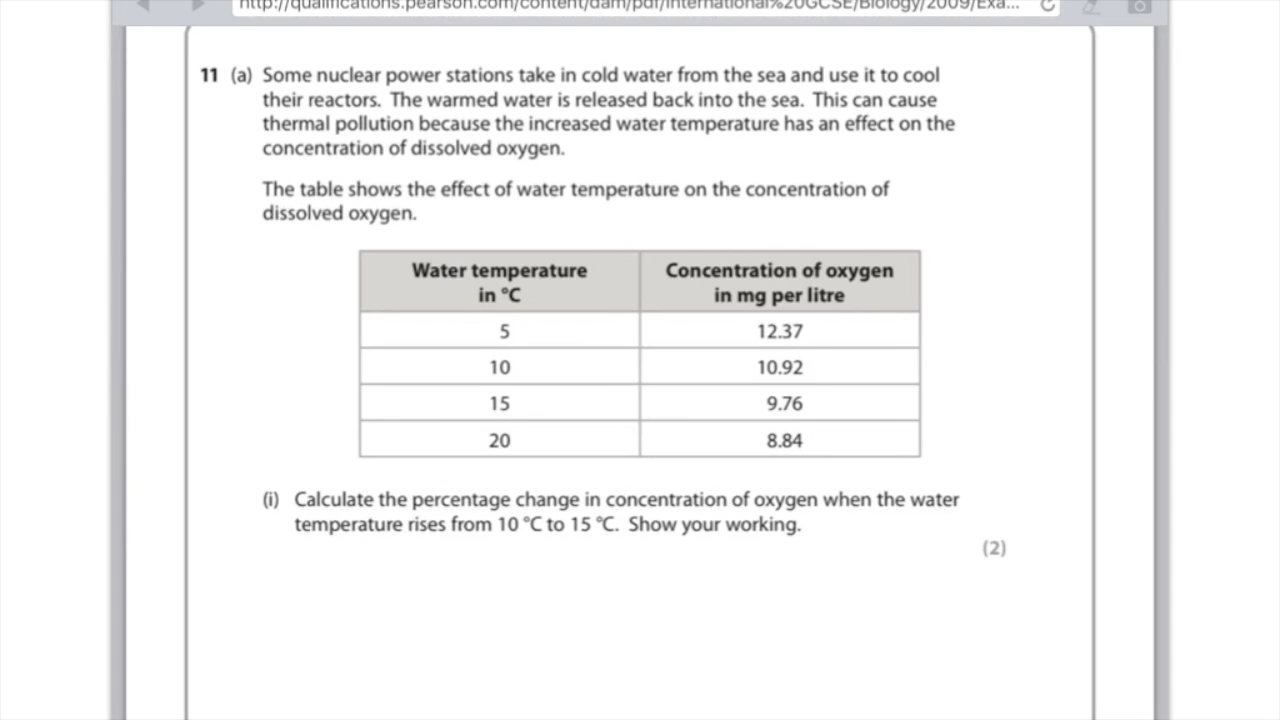 http://qualifications.pearson.com/content/dam/pdf/International%20GCSE/Biology/2009/Exa...
11 (a) Some nuclear power stations take in cold water from the sea and use it to cool
their reactors. The warmed water is released back into the sea. This can cause
thermal pollution because the increased water temperature has an effect on the
concentration of dissolved oxygen.
The table shows the effect of water temperature on the concentration of
dissolved oxygen.
Water temperature Concentration of oxygen
in °C in mg per litre
5 12.37
10 10.92
15 9.76
20 8.84
(i) Calculate the percentage change in concentration of oxygen when the water
temperature rises from 10 °C to 15 °C. Show your working.
(2)